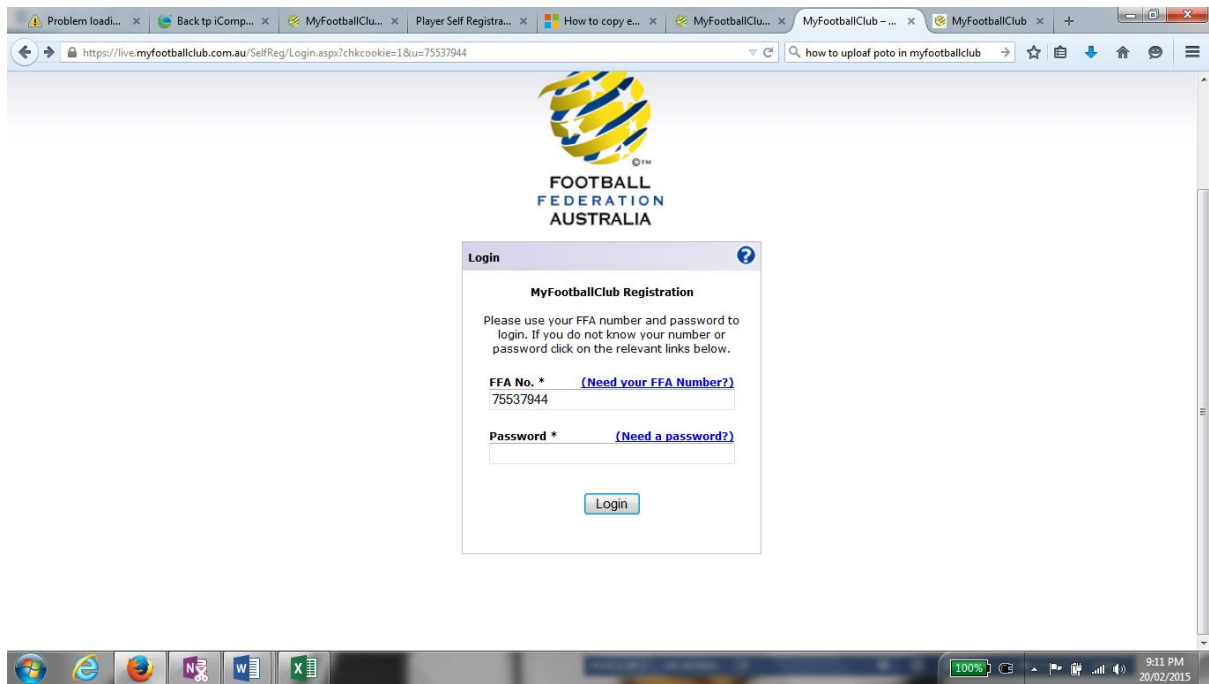 Problem loadi...
Back tp iComp...
MyFootballClu...
Player Self Registra...
How to copy e...
MyFootballClu...
MyFootballClub – ...
MyFootballClub
https://live.myfootballclub.com.au/SelfReg/Login.aspx?chkcookie=1&u=75537944
how to uploaf poto in myfootballclub
©TM
FOOTBALL
FEDERATION
AUSTRALIA
Login
MyFootballClub Registration
Please use your FFA number and password to
login. If you do not know your number or
password click on the relevant links below.
FFA No. * (Need your FFA Number?)
75537944
Password * (Need a password?)
Login
100%
9:11 PM
20/02/2015